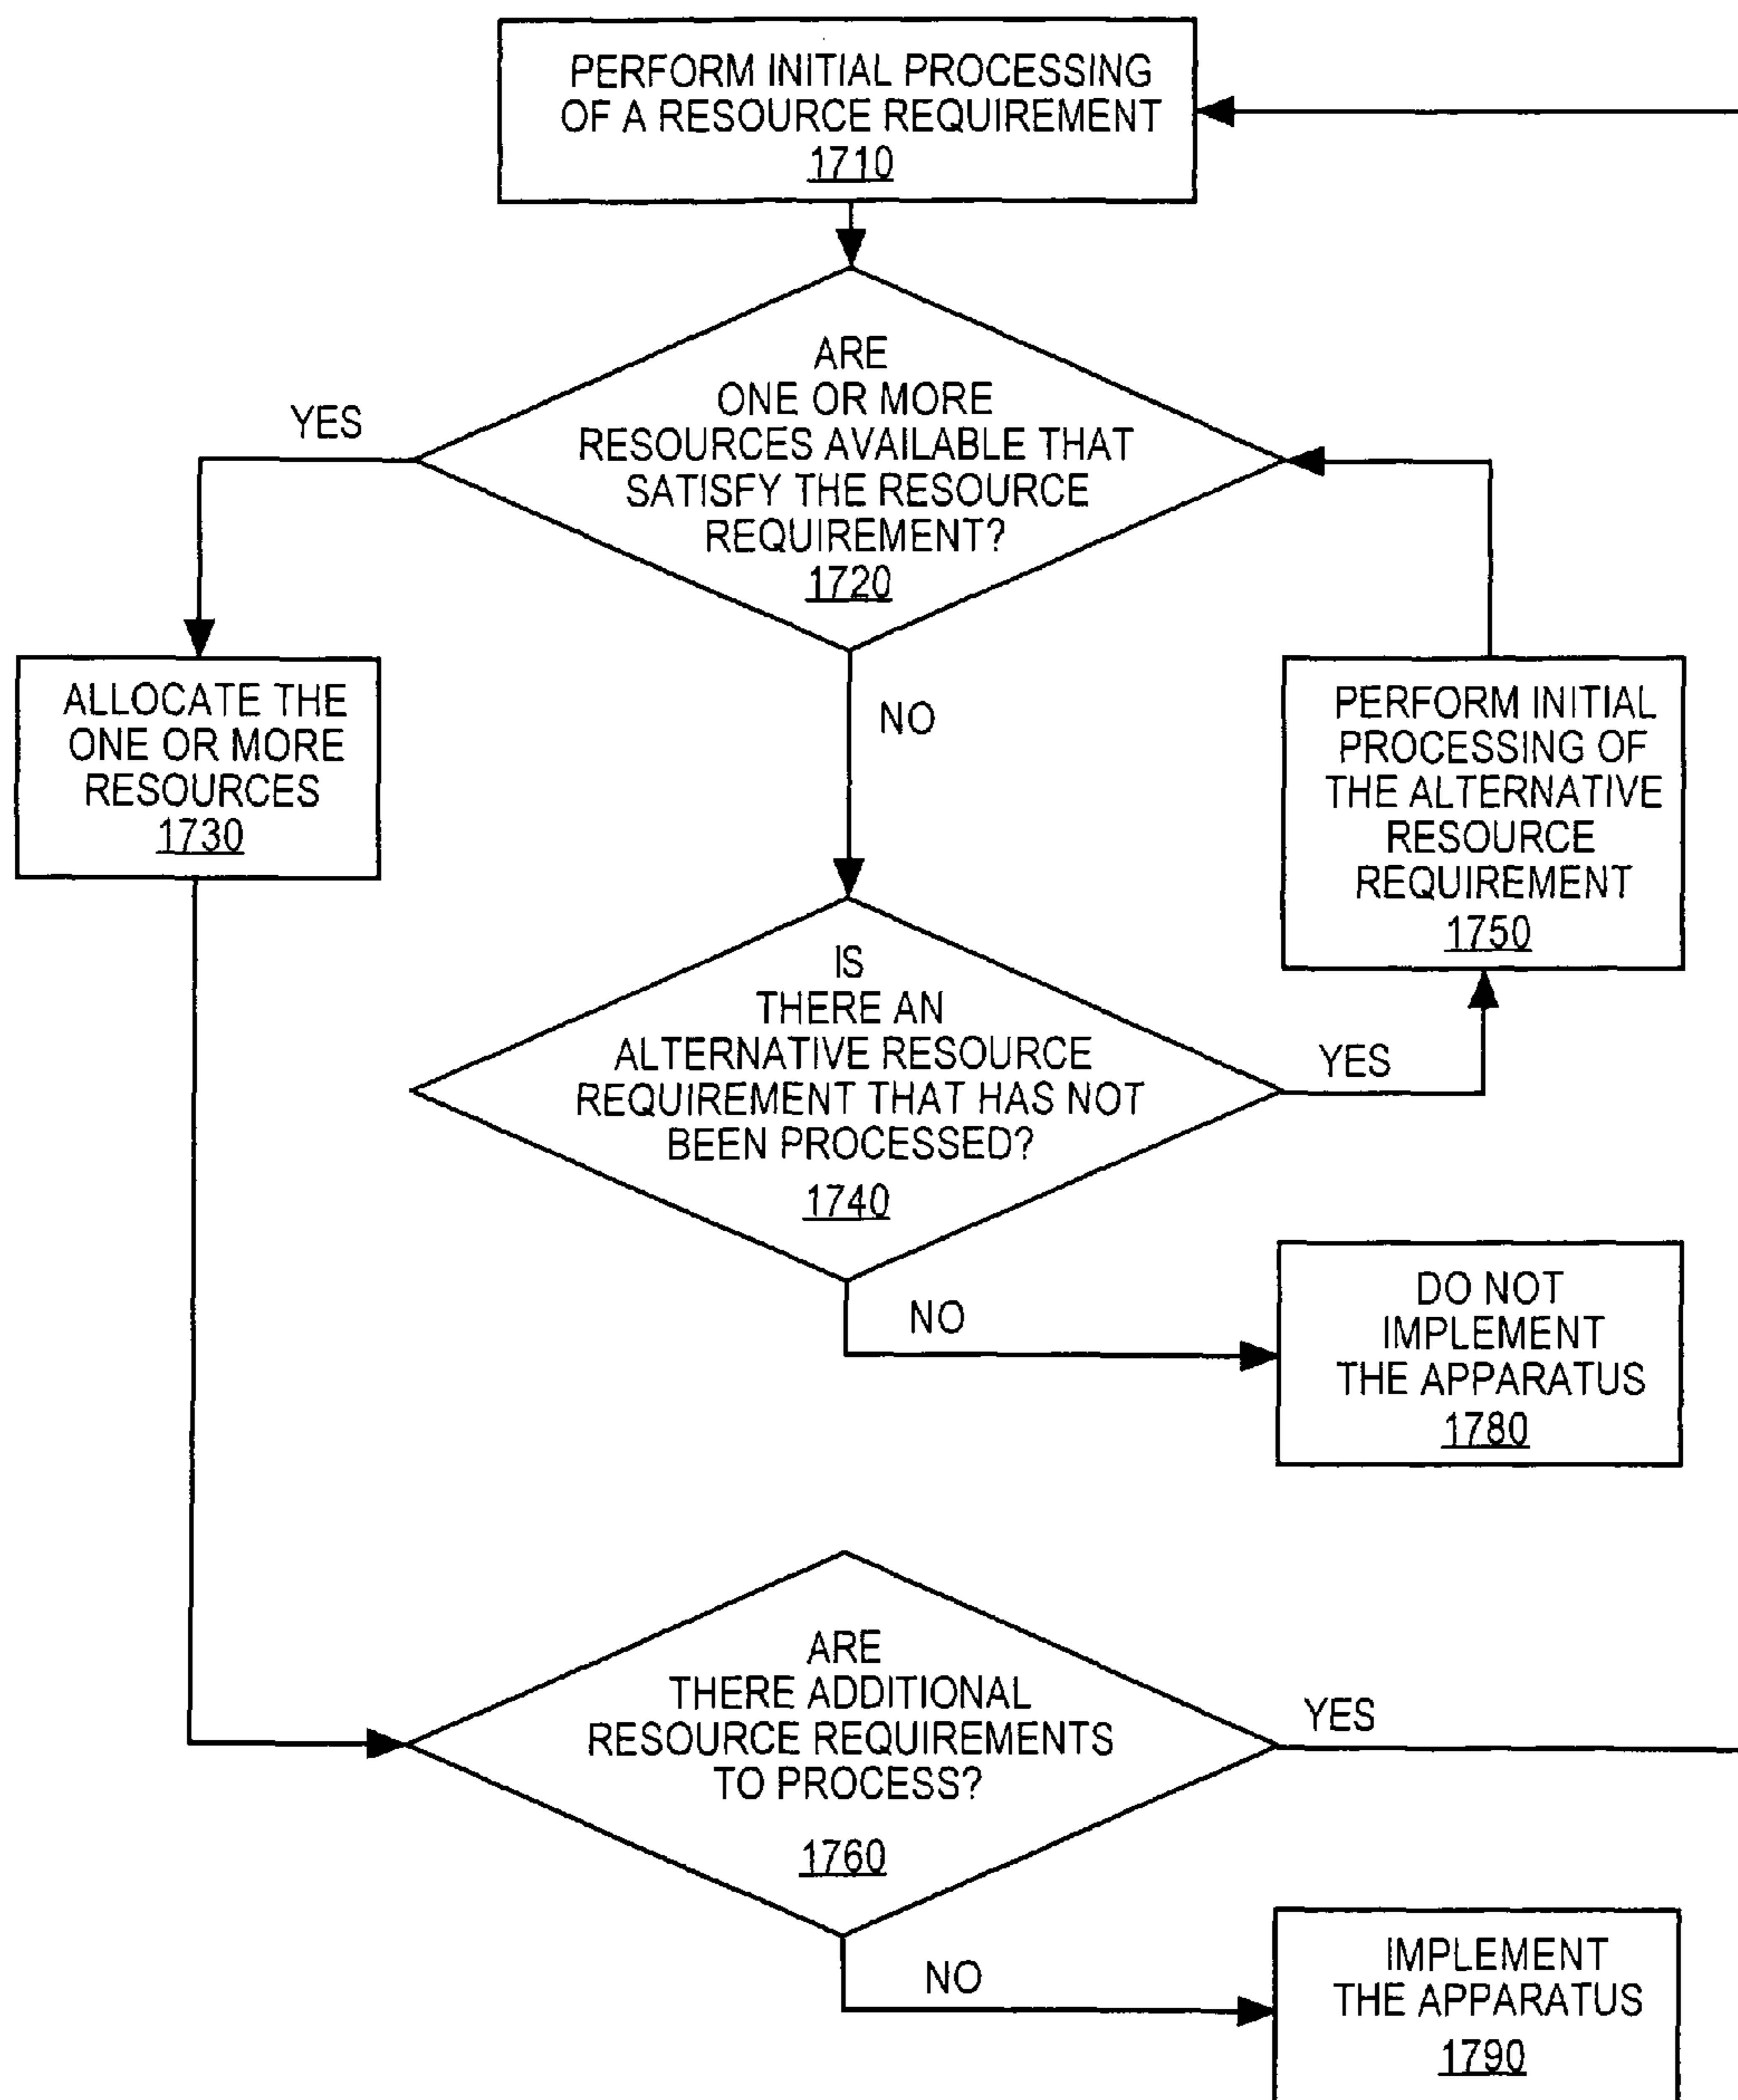 PERFORM INITIAL PROCESSING
OF A RESOURCE REQUIREMENT
1710
ARE
ONE OR MORE
RESOURCES AVAILABLE THAT
SATISFY THE RESOURCE
REQUIREMENT?
1720
YES
NO
ALLOCATE THE
ONE OR MORE
RESOURCES
1730
PERFORM INITIAL
PROCESSING OF
THE ALTERNATIVE
RESOURCE
REQUIREMENT
1750
IS
THERE AN
ALTERNATIVE RESOURCE
REQUIREMENT THAT HAS NOT
BEEN PROCESSED?
1740
YES
NO
DO NOT
IMPLEMENT
THE APPARATUS
1780
ARE
THERE ADDITIONAL
RESOURCE REQUIREMENTS
TO PROCESS?
1760
YES
NO
IMPLEMENT
THE APPARATUS
1790